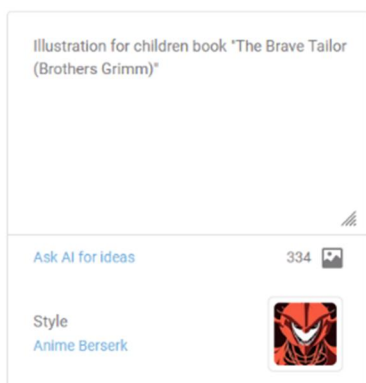 Illustration for children book "The Brave Tailor
(Brothers Grimm)"
Ask AI for ideas
334
Style
Anime Berserk